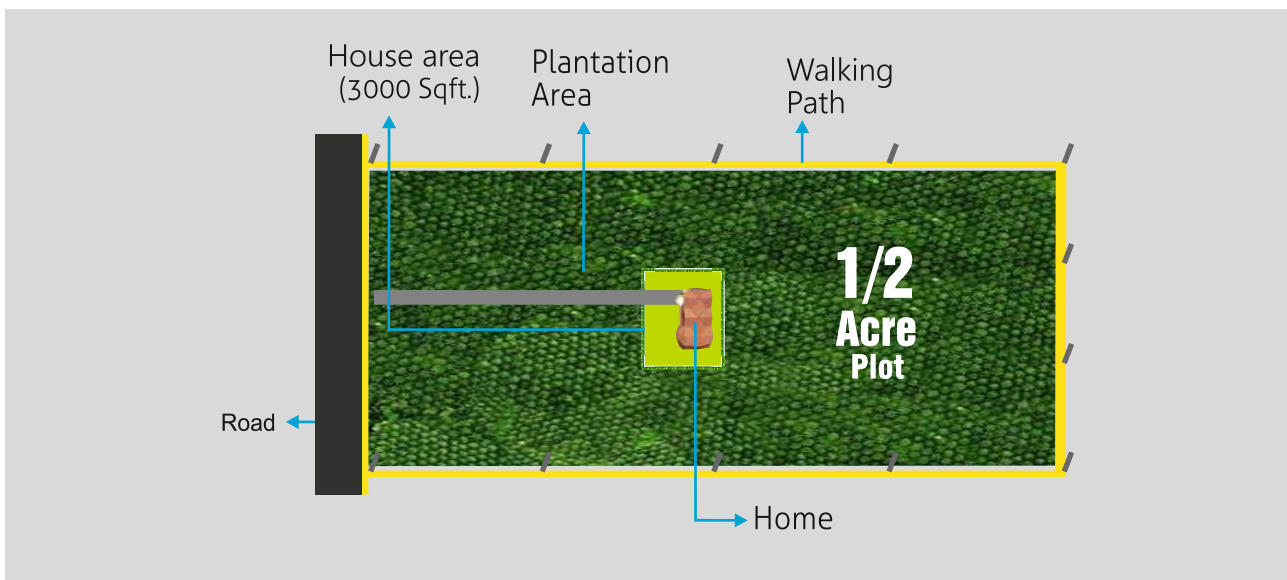 House area
(3000 Sqft.)
Plantation
Area
Walking
Path
1/2
Acre
Plot
Road
Home